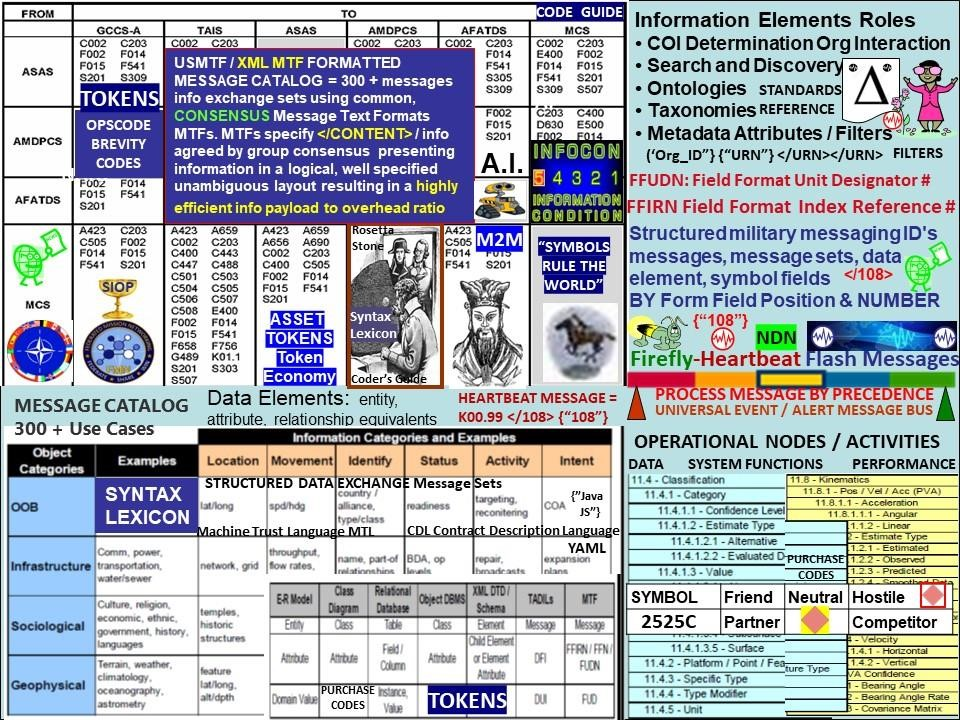 FROM
TO
CODE GUIDE
GCCS-A
TAIS
ASAS
AMDPCS
AFATDS
MCS
ASAS
C002 C203
F002 F014
F015 F541
S201 S309
C002 C203
F014
F015
F541
S305
F541
S309
C002 C203
E400 F002
F014 F015
F541 S201
S309 S507
TOKENS
OPSCODE
BREVITY
CODES
USMTF / XML MTF FORMATTED
MESSAGE CATALOG = 300 + messages
info exchange sets using common,
CONSENSUS Message Text Formats
MTFs. MTFs specify </CONTENT> / info
agreed by group consensus presenting
information in a logical, well specified
unambiguous layout resulting in a highly
efficient info payload to overhead ratio
AMDPCS
F002
F015
S201
C203 C400
D630 E500
F002 F014
A.I.
INFOCON
5 4 3 2 1
INFORMATION
CONDITION
AFATDS
F002 F014
F015 F541
S201
MCS
A423 C203
C505 F002
F014 F015
F541 S201
A423 A659
C002 C203
C400 C443
C447 C488
C501 C503
C504 C505
C506 C507
C508 E400
F002 F014
F015 F541
F658 F756
G489 K01.1
S201 S303
S507
A423 A659
A656 A690
C002 C203
C400 C505
F002 F014
F015 F541
S201
ASSET
TOKENS
Token
Economy
SIOP
Rosetta
Stone
Syntax
Lexicon
Coder's Guide
A423 C203
C505
F014
F541
M2M
F015
S201
“SYMBOLS
RULE THE
WORLD”
Information Elements Roles
• COI Determination Org Interaction
• Search and Discovery
• Ontologies STANDARDS
• Taxonomies REFERENCE
• Metadata Attributes / Filters
{‘Org_ID”} {“URN”} </URN></URN> FILTERS
Δ
FFUDN: Field Format Unit Designator #
FFIRN Field Format Index Reference #
Structured military messaging ID's
messages, message sets, data
element, symbol fields </108>
BY Form Field Position & NUMBER
{“108”}
NDN
Firefly-Heartbeat Flash Messages
PROCESS MESSAGE BY PRECEDENCE
UNIVERSAL EVENT / ALERT MESSAGE BUS
MESSAGE CATALOG
300 + Use Cases
Data Elements: entity,
attribute, relationship equivalents
HEARTBEAT MESSAGE =
K00.99 </108> {“108”}
Information Categories and Examples
Object
Categories
Examples
Location
Movement
Identify
Status
Activity
Intent
STRUCTURED DATA EXCHANGE Message Sets
OOB
SYNTAX
LEXICON
lat/long
spd/hdg
country /
alliance,
type/class
readiness
targeting,
reconitering
COA
{”Java
JS”}
Machine Trust Language MTL
CDL Contract Description Language
YAML
Infrastructure
Comm, power,
transportation,
water/sewer
network, grid
throughput,
flow rates,
name, part-of
relationships
BDA, op
levels
repair,
broadcasts
expansion
plans
Sociological
Culture, religion,
economic, ethnic,
government, history,
languages
temples,
historic
structures
Geophysical
Terrain, weather,
climatology,
oceanography,
astrometry
feature
lat/long,
alt/dpth
E-R Model
Class
Diagram
Relational
Database
Object DBMS
XML DTD /
Schema
TADILs
MTF
Entity
Class
Table
Class
Element
Message
Message
Attribute
Attribute
Field /
Column
Attribute
Child Element
or Element
Attribute
DFI
FFIRN / FFN /
FUDN
Domain Value
PURCHASE
CODES
Instance,
Value
TOKENS
DUI
FUD
OPERATIONAL NODES / ACTIVITIES
DATA SYSTEM FUNCTIONS PERFORMANCE
11.4 - Classification
11.4.1 - Category
11.4.1.1 - Confidence Level
11.4.1.2 - Estimate Type
11.4.1.2.1 - Alternative
11.4.1.2.2 - Evaluated D
11.4.1.3 - Value
11.8 - Kinematics
11.8.1 - Pos / Vel / Acc (PVA)
11.8.1.1 - Acceleration
11.8.1.1.1 - Angular
1.2 - Linear
2 - Estimate Type
.1.2.1 - Estimated
.1.2.2 - Observed
.1.2.3 - Predicted
PURCHASE
CODES
SYMBOL
Friend
Neutral
Hostile
2525C
Partner
Competitor
11.4.1.3.5 - Surface
11.4.2 - Platform / Point / Fea
11.4.3 - Specific Type
11.4.4 - Type Modifier
11.4.5 - Unit
ture Type
4 - Velocity
.4.1 - Horizontal
.4.2 - Vertical
VA Confidence
1 - Bearing Angle
2 - Bearing Angle Rate
3 - Covariance Matrix